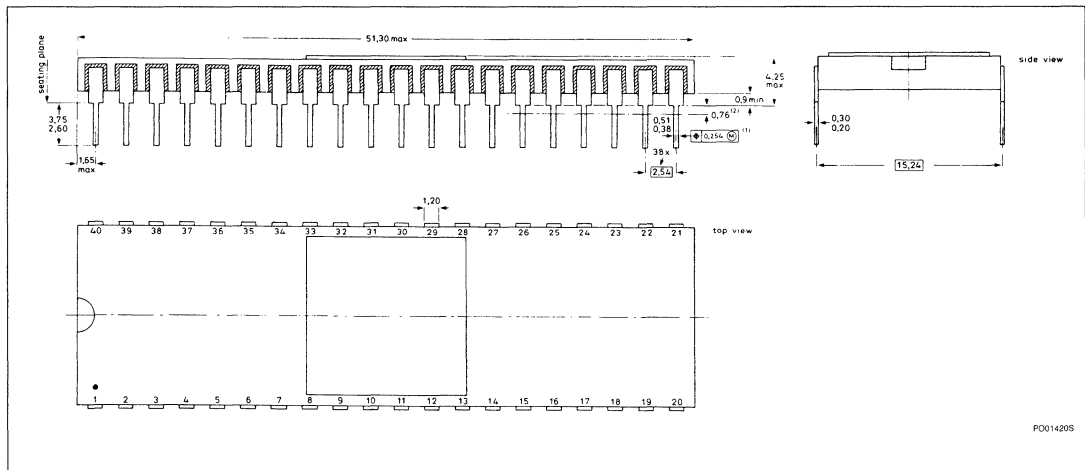 51,30 max
seating plane
side view
4,25
max
0,9 min
3,75
2,60
0,76 (2)
0,51
0,38
0,254 M (1)
0,30
0,20
1,65
max
38x
2,54
15,24
1,20
40 39 38 37 36 35 34 33 32 31 30 29 28 27 26 25 24 23 22 21
top view
1 2 3 4 5 6 7 8 9 10 11 12 13 14 15 16 17 18 19 20
PO01420S